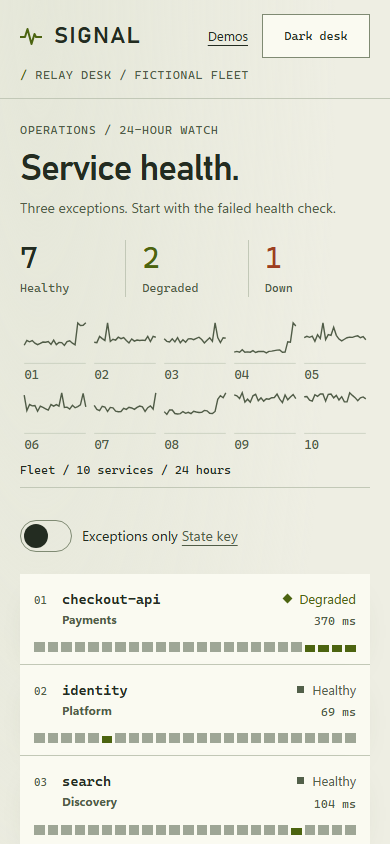 SIGNAL
Demos
Dark desk
/ RELAY DESK / FICTIONAL FLEET
OPERATIONS / 24-HOUR WATCH
Service health.
Three exceptions. Start with the failed health check.
7
Healthy
2
Degraded
1
Down
01
02
03
04
05
06
07
08
09
10
Fleet / 10 services / 24 hours
Exceptions only State key
01 checkout-api Degraded
Payments 370 ms
02 identity Healthy
Platform 69 ms
03 search Healthy
Discovery 104 ms